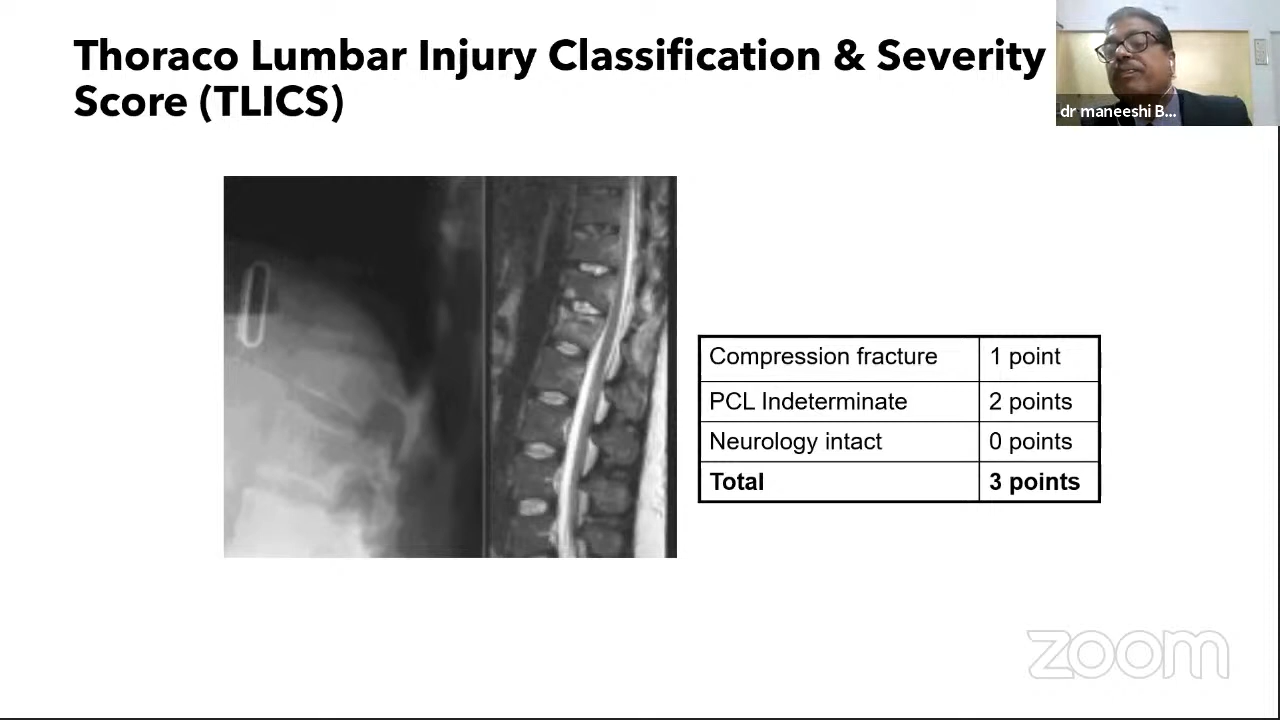 Thoraco Lumbar Injury Classification & Severity
Score (TLICS)
dr maneeshi B...
Compression fracture 1 point
PCL Indeterminate 2 points
Neurology intact 0 points
Total 3 points
zoom